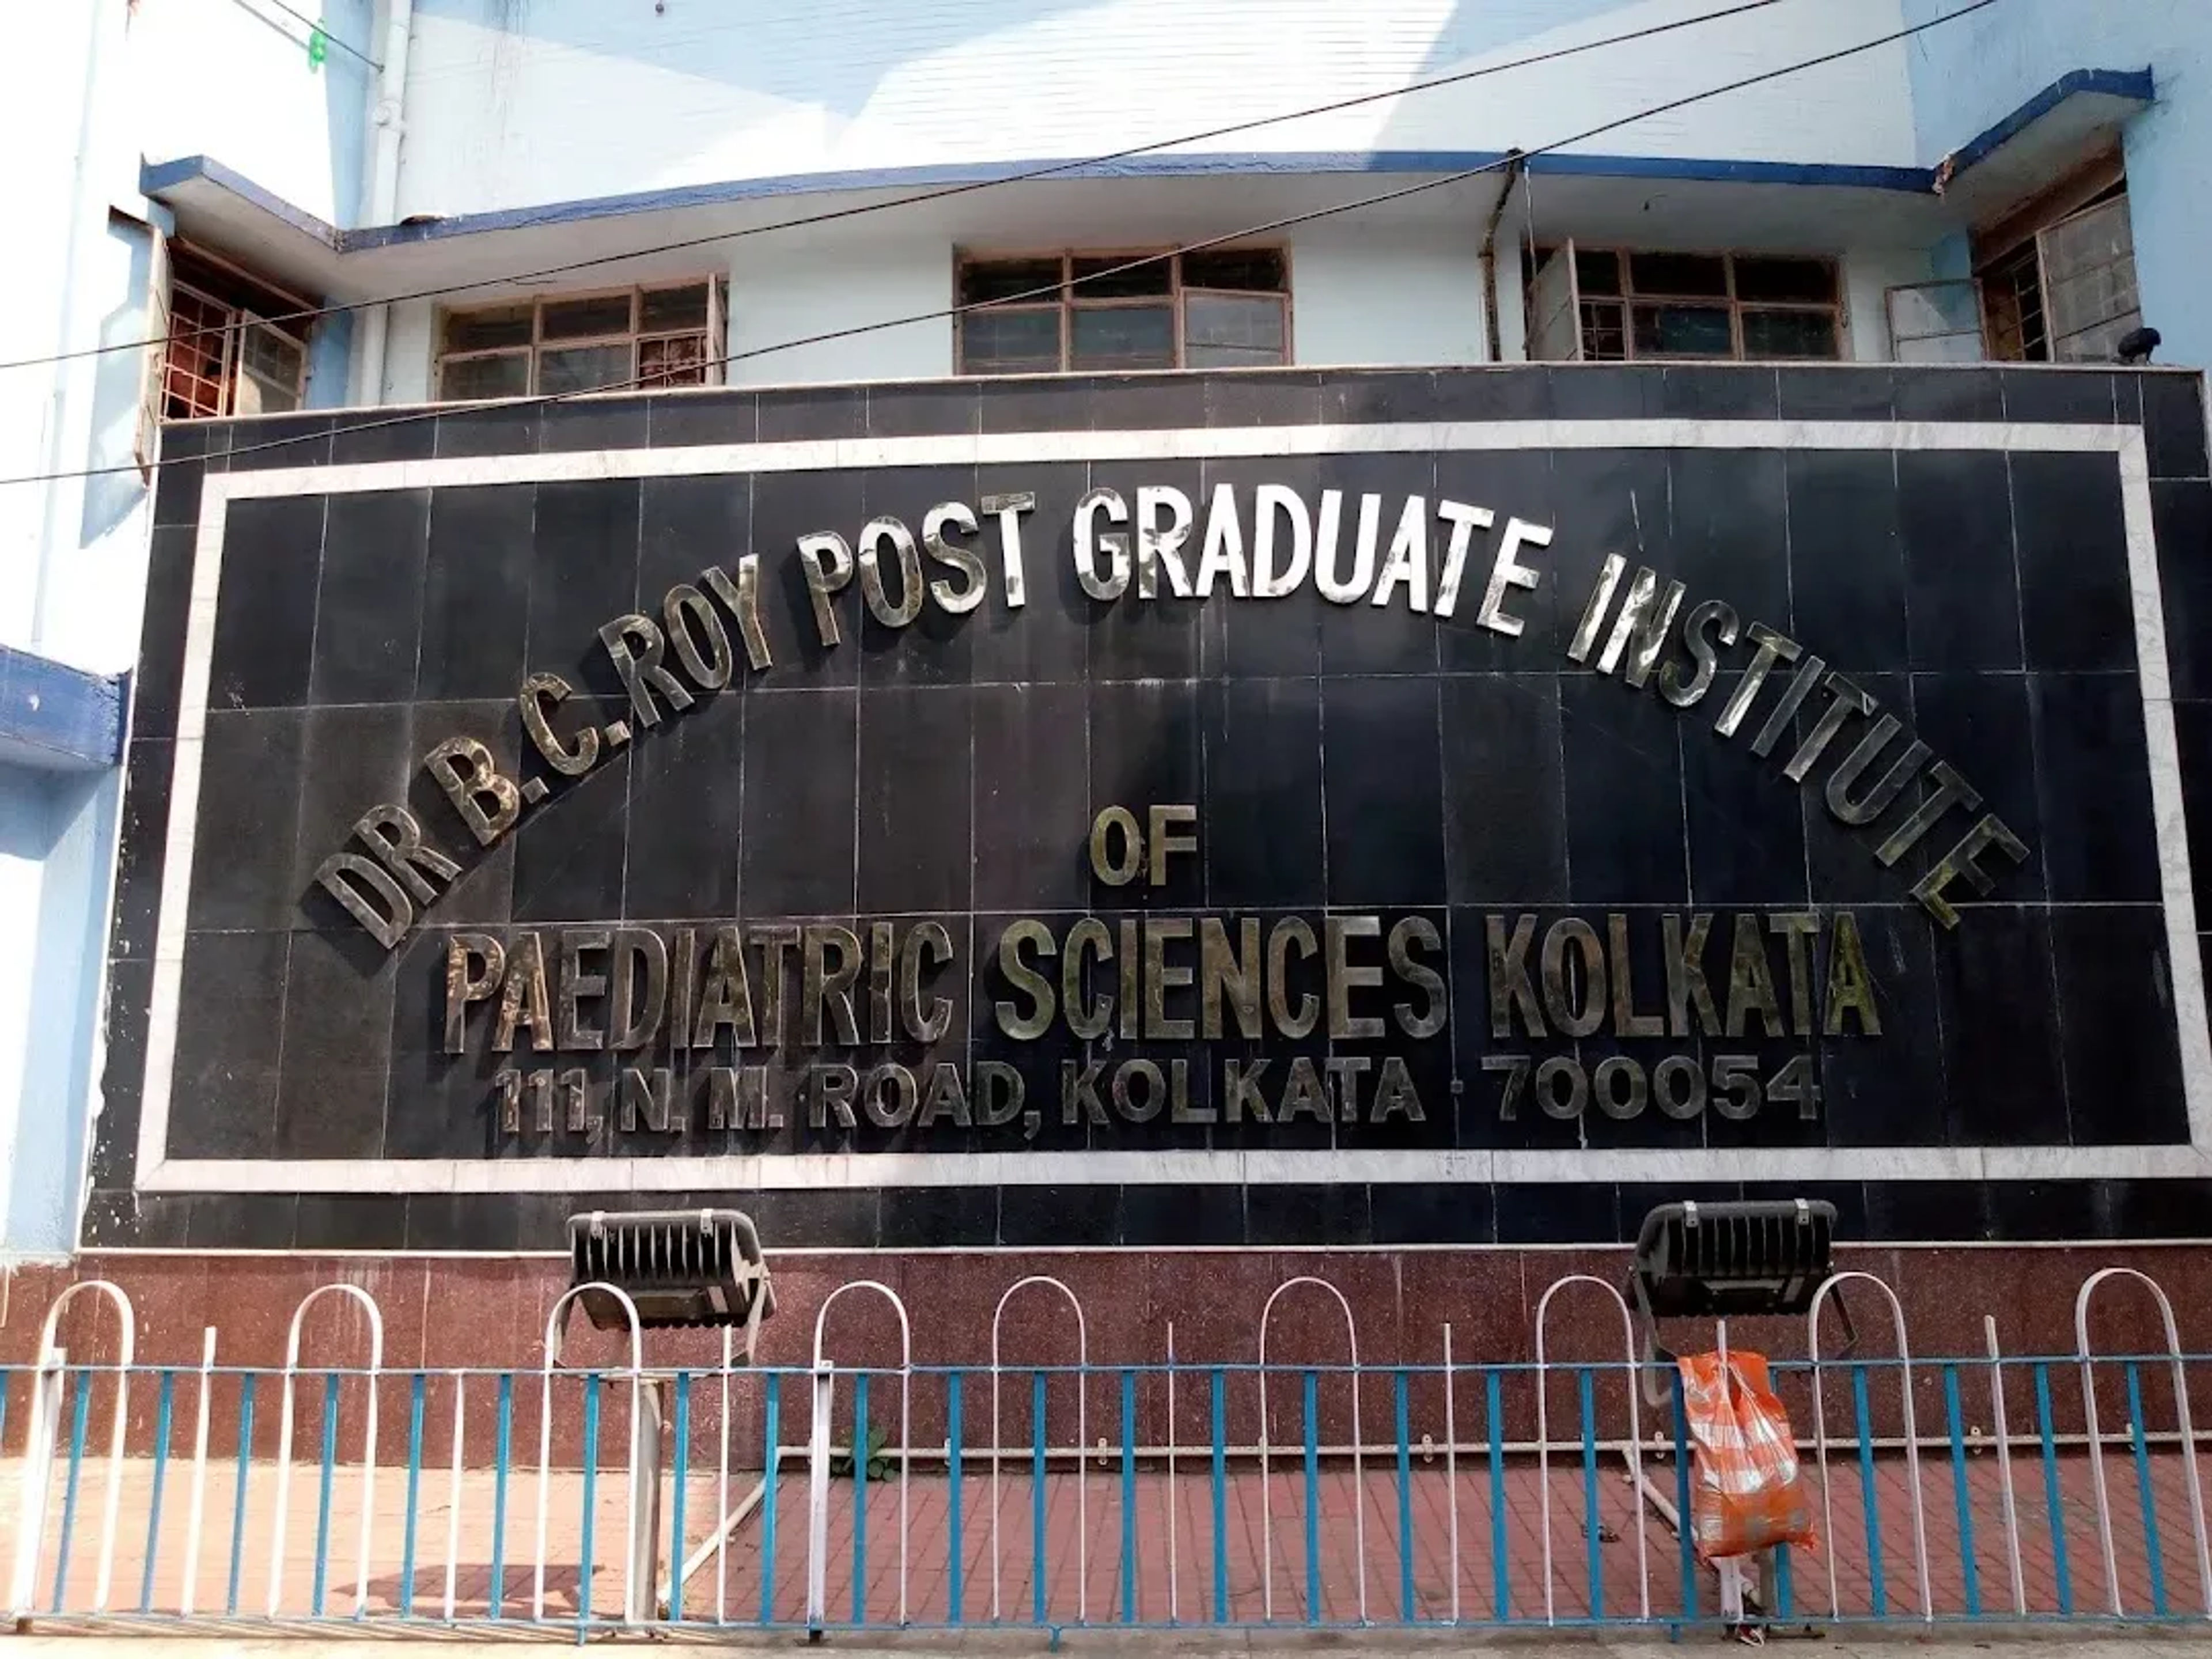 DR B.C.ROY POST GRADUATE INSTITUTE
OF
PAEDIATRIC SCIENCES KOLKATA
111, N. M. ROAD, KOLKATA 700054